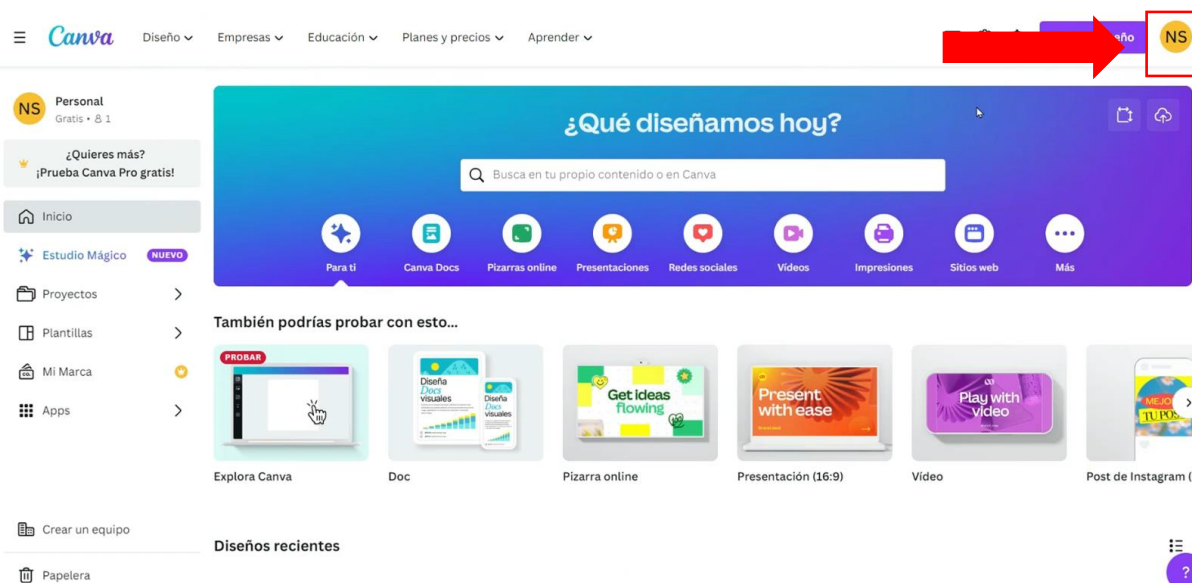 Canva
Diseño
Empresas
Educación
Planes y precios
Aprender
eño
NS
NS
Personal
Gratis • 1
¿Quieres más?
¡Prueba Canva Pro gratis!
Inicio
Estudio Mágico NUEVO
Proyectos
Plantillas
Mi Marca
Apps
Crear un equipo
Papelera
¿Qué diseñamos hoy?
Busca en tu propio contenido o en Canva
Para ti
Canva Docs
Pizarras online
Presentaciones
Redes sociales
Vídeos
Impresiones
Sitios web
Más
También podrías probar con esto...
PROBAR
Explora Canva
Diseña
Docs
visuales
Diseña
Docs
visuales
Doc
Get ideas
flowing
Pizarra online
Present
with ease
Presentación (16:9)
Play with
video
Vídeo
Post de Instagram (
Diseños recientes
?